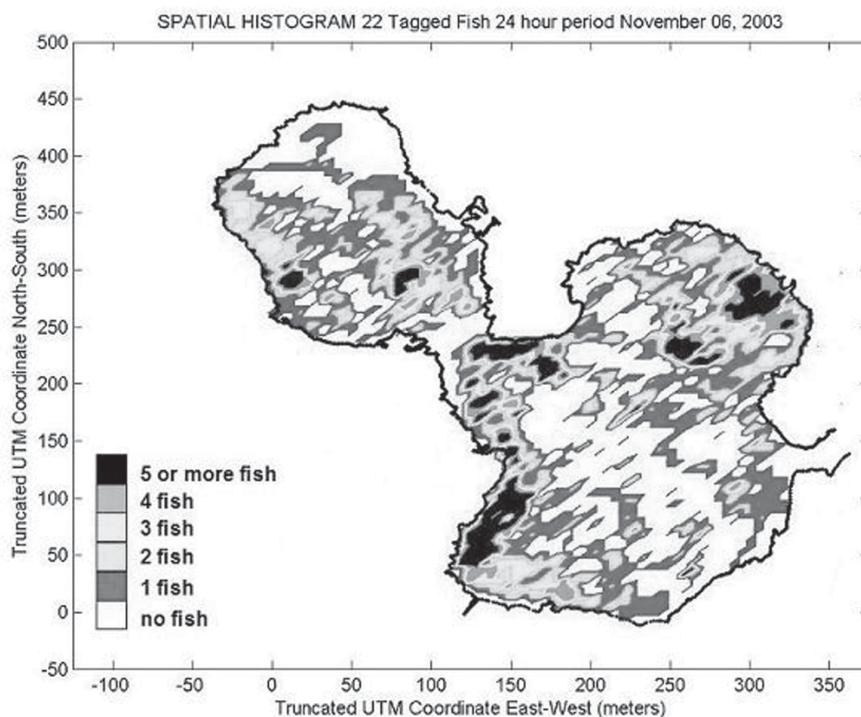 SPATIAL HISTOGRAM 22 Tagged Fish 24 hour period November 06, 2003
500
450
400
350
300
250
200
150
100
50
0
-50
Truncated UTM Coordinate North-South (meters)
5 or more fish
4 fish
3 fish
2 fish
1 fish
no fish
-100 -50 0 50 100 150 200 250 300 350
Truncated UTM Coordinate East-West (meters)